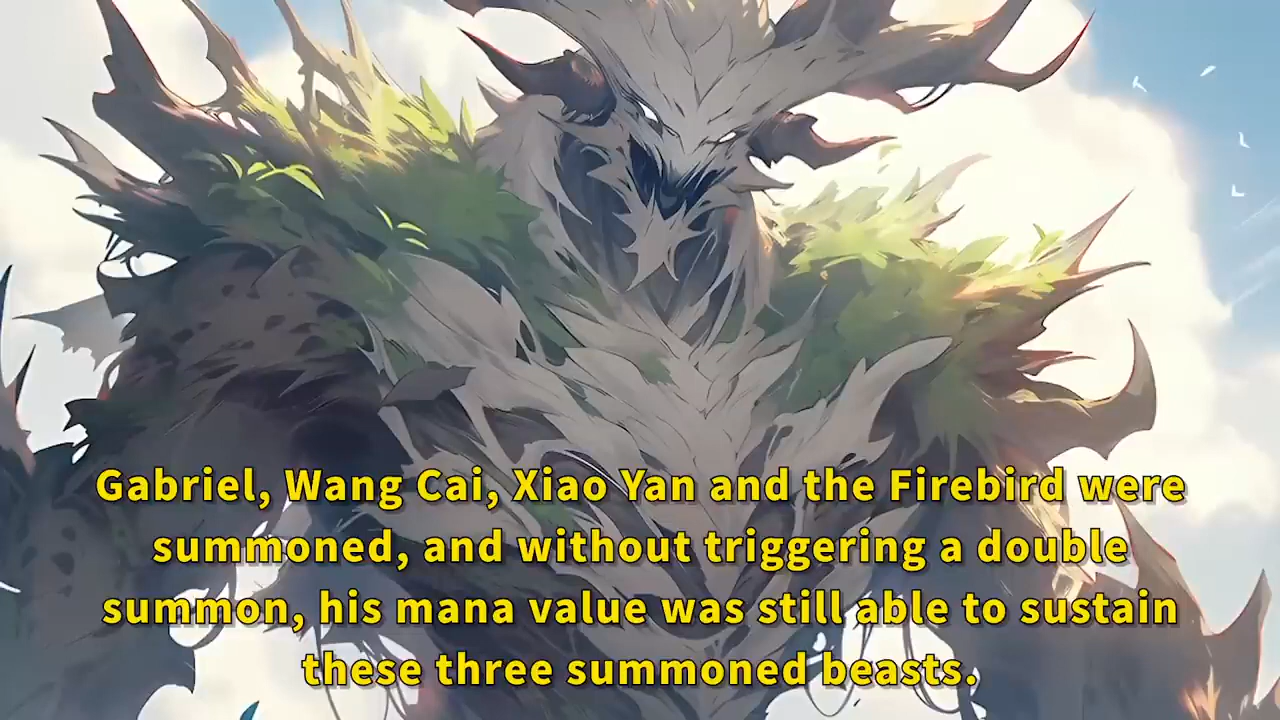 Gabriel, Wang Cai, Xiao Yan and the Firebird were
summoned, and without triggering a double
summon, his mana value was still able to sustain
these three summoned beasts.